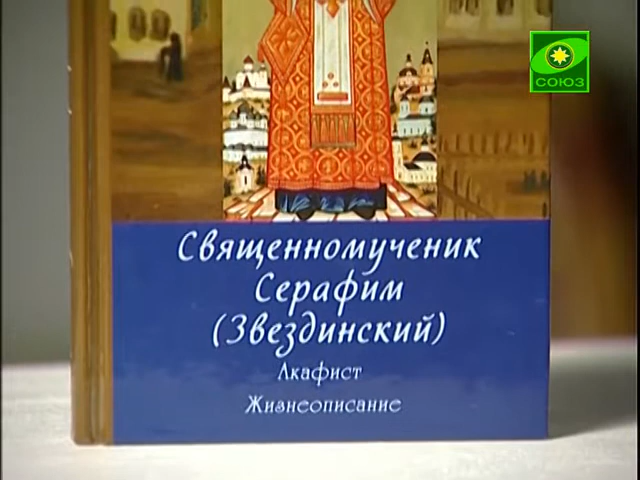 СОЮЗ
Священномученик
Серафим
(Звездинский)
Акафист
Жизнеописание